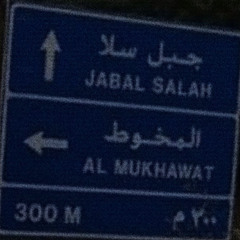 جبل سلا
JABAL SALAH
المخوط
AL MUKHAWAT
300 M ٣٠٠ م